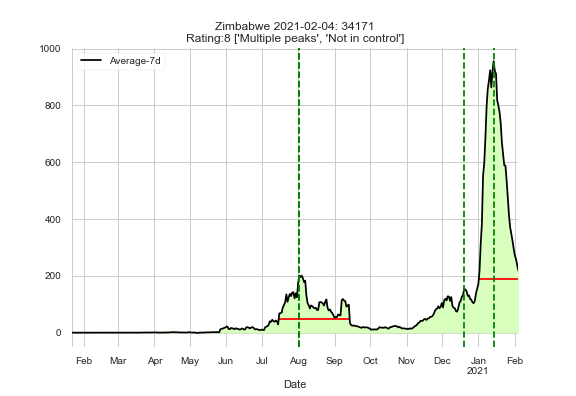 Zimbabwe 2021-02-04: 34171
Rating:8 ['Multiple peaks', 'Not in control']
Average-7d
1000
800
600
400
200
0
Feb Mar Apr May Jun Jul Aug Sep Oct Nov Dec Jan Feb
2021
Date